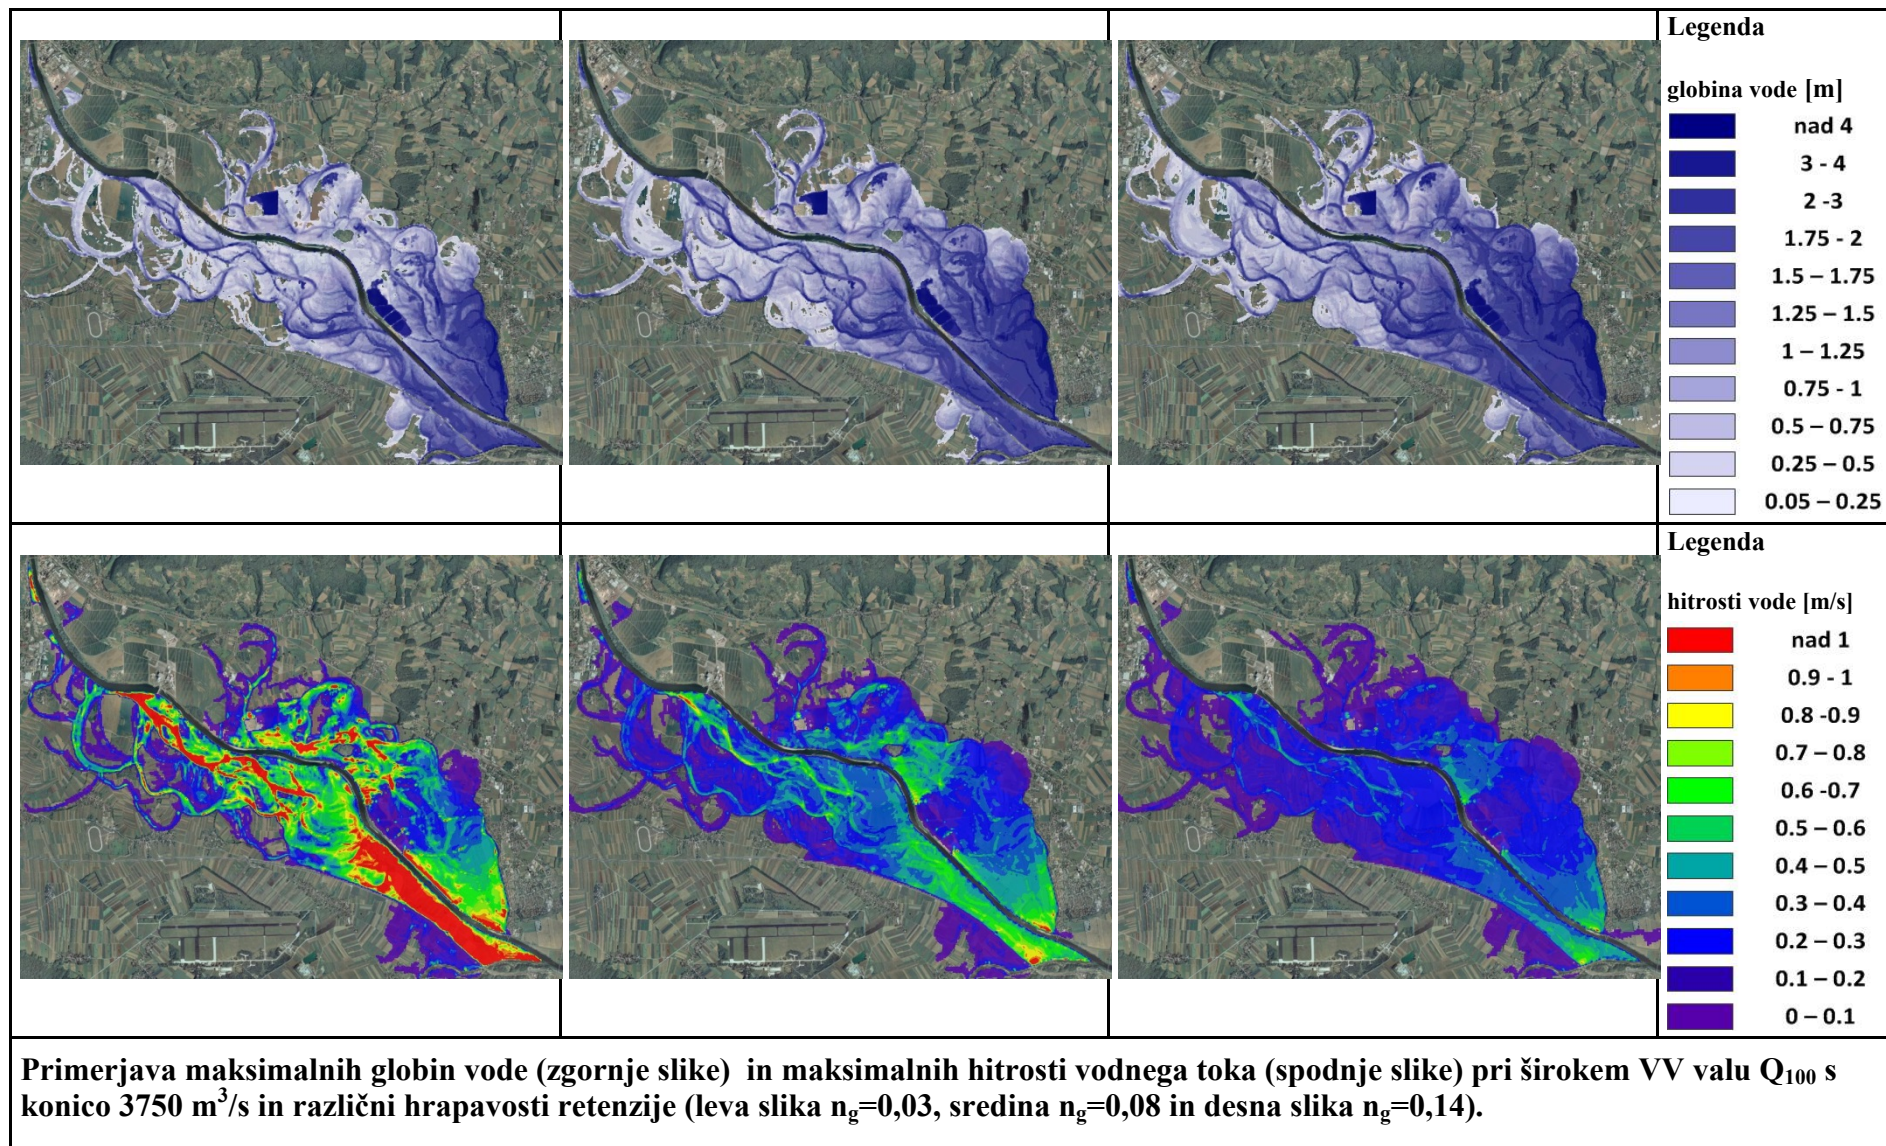 Legenda
globina vode [m]
nad 4
3 - 4
2 -3
1.75 - 2
1.5 – 1.75
1.25 – 1.5
1 – 1.25
0.75 - 1
0.5 – 0.75
0.25 – 0.5
0.05 – 0.25
Legenda
hitrosti vode [m/s]
nad 1
0.9 - 1
0.8 -0.9
0.7 – 0.8
0.6 -0.7
0.5 – 0.6
0.4 – 0.5
0.3 – 0.4
0.2 – 0.3
0.1 – 0.2
0 – 0.1
Primerjava maksimalnih globin vode (zgornje slike) in maksimalnih hitrosti vodnega toka (spodnje slike) pri širokem VV valu Q₁₀₀ s
konico 3750 m³/s in različni hrapavosti retenzije (leva slika n_g=0,03, sredina n_g=0,08 in desna slika n_g=0,14).